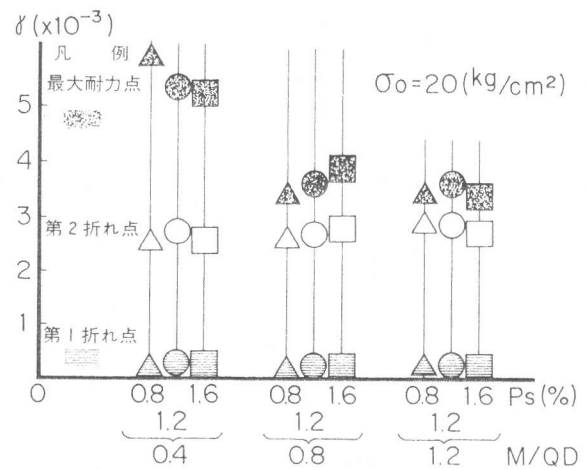 γ(x10⁻³)
凡 例
最大耐力点
σo=20(kg/cm²)
5
4
3
第2折れ点
2
1
第1折れ点
0
0.8 1.6 0.8 1.6 0.8 1.6 Ps(%)
1.2 1.2 1.2
0.4 0.8 1.2 M/QD